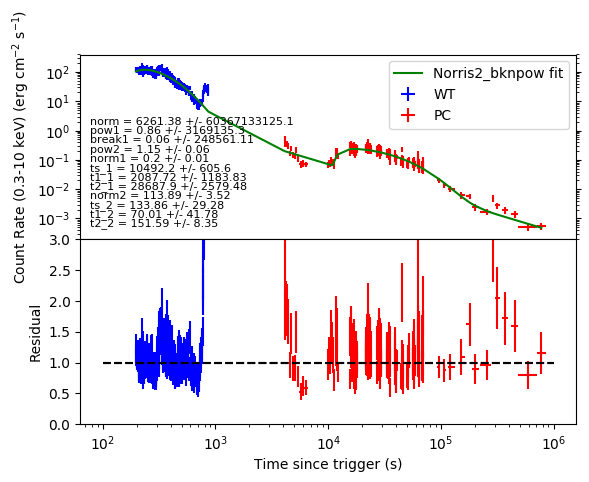 Count Rate (0.3-10 keV) (erg cm⁻² s⁻¹)
10²
10¹
10⁰
10⁻¹
10⁻²
10⁻³
Norris2_bknpow fit
WT
PC
norm = 6261.38 +/- 60367133125.1
pow1 = 0.86 +/- 3169135.3
break1 = 0.06 +/- 248561.11
pow2 = 1.15 +/- 0.06
norm1 = 0.2 +/- 0.01
ts_1 = 10492.2 +/- 605.6
t1_1 = 2087.72 +/- 1183.83
t2_1 = 28687.9 +/- 2579.48
norm2 = 113.89 +/- 3.52
ts_2 = 133.86 +/- 29.28
t1_2 = 70.01 +/- 41.78
t2_2 = 151.59 +/- 8.35
Residual
3.0
2.5
2.0
1.5
1.0
0.5
0.0
10² 10³ 10⁴ 10⁵ 10⁶
Time since trigger (s)